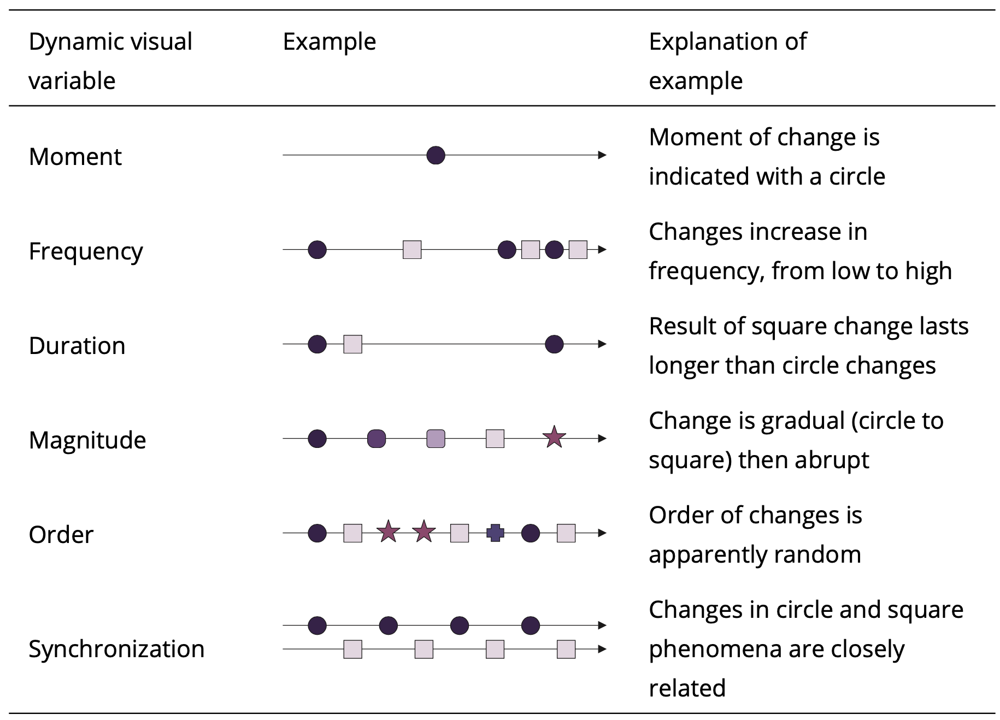 Dynamic visual
variable
Example
Explanation of
example
Moment
Moment of change is
indicated with a circle
Frequency
Changes increase in
frequency, from low to high
Duration
Result of square change lasts
longer than circle changes
Magnitude
Change is gradual (circle to
square) then abrupt
Order
Order of changes is
apparently random
Synchronization
Changes in circle and square
phenomena are closely
related